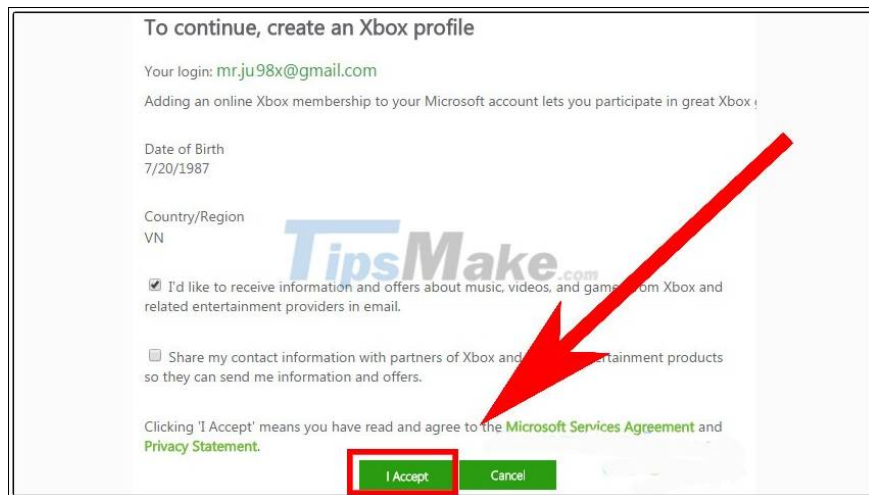 To continue, create an Xbox profile
Your login: mr.ju98x@gmail.com
Adding an online Xbox membership to your Microsoft account lets you participate in great Xbox
Date of Birth
7/20/1987
Country/Region
VN
TipsMake.com
I'd like to receive information and offers about music, videos, and games from Xbox and
related entertainment providers in email.
Share my contact information with partners of Xbox and entertainment products
so they can send me information and offers.
Clicking 'I Accept' means you have read and agree to the Microsoft Services Agreement and
Privacy Statement.
I Accept Cancel